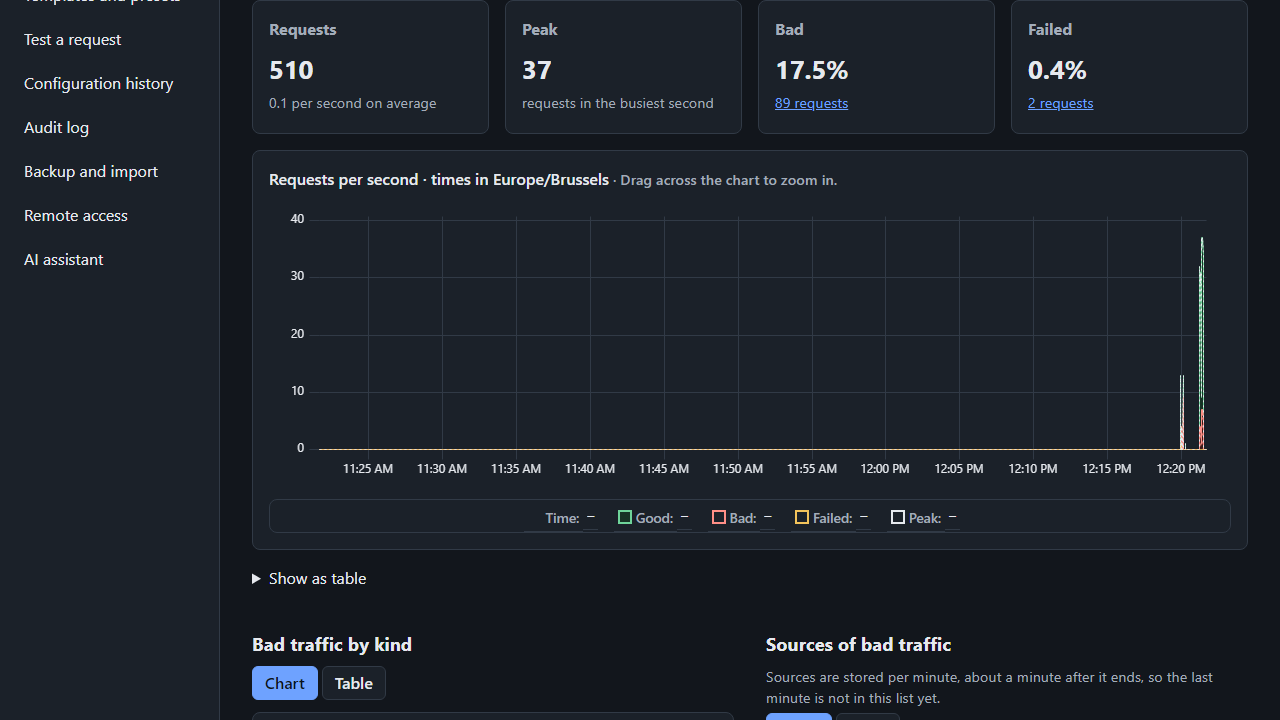 Templates and presets
Test a request
Configuration history
Audit log
Backup and import
Remote access
AI assistant
Requests
510
0.1 per second on average
Peak
37
requests in the busiest second
Bad
17.5%
89 requests
Failed
0.4%
2 requests
Requests per second · times in Europe/Brussels · Drag across the chart to zoom in.
40
30
20
10
0
11:25 AM 11:30 AM 11:35 AM 11:40 AM 11:45 AM 11:50 AM 11:55 AM 12:00 PM 12:05 PM 12:10 PM 12:15 PM 12:20 PM
Time: – Good: – Bad: – Failed: – Peak: –
Show as table
Bad traffic by kind
Chart Table
Sources of bad traffic
Sources are stored per minute, about a minute after it ends, so the last
minute is not in this list yet.